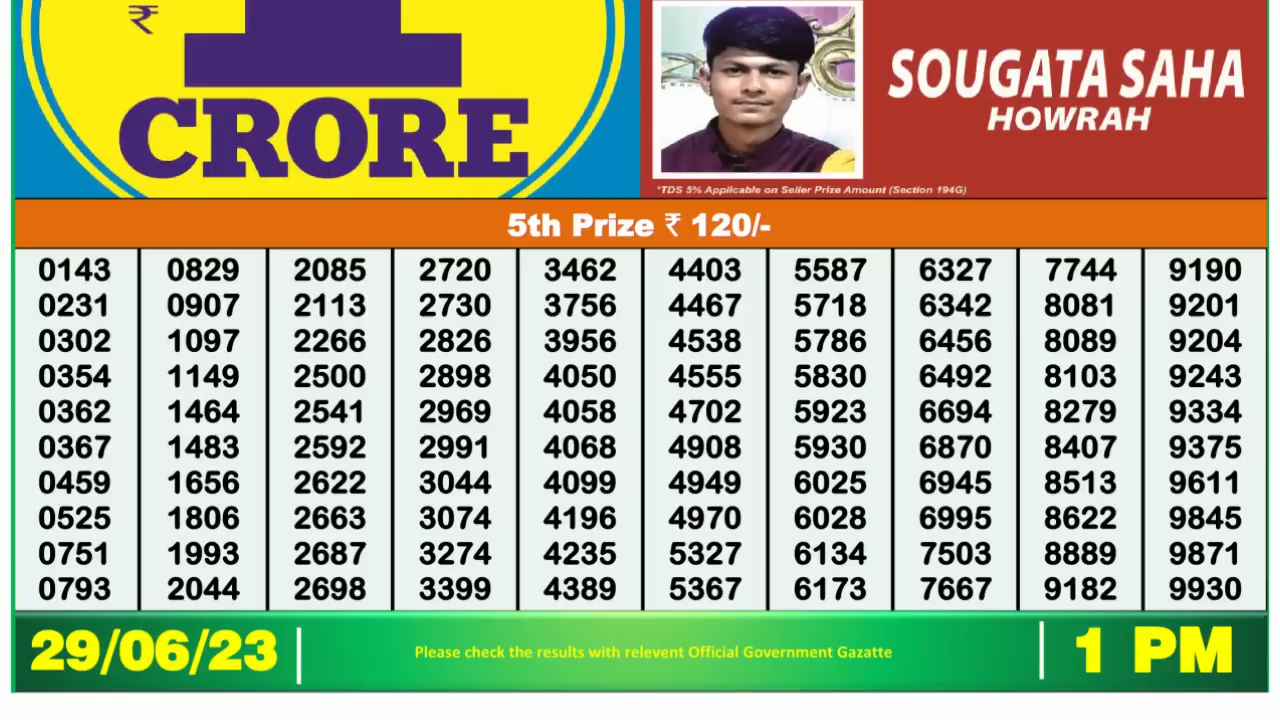 ₹
1
CRORE
SOUGATA SAHA
HOWRAH
*TDS 5% Applicable on Seller Prize Amount (Section 194G)
5th Prize ₹ 120/-
0143 0829 2085 2720 3462 4403 5587 6327 7744 9190
0231 0907 2113 2730 3756 4467 5718 6342 8081 9201
0302 1097 2266 2826 3956 4538 5786 6456 8089 9204
0354 1149 2500 2898 4050 4555 5830 6492 8103 9243
0362 1464 2541 2969 4058 4702 5923 6694 8279 9334
0367 1483 2592 2991 4068 4908 5930 6870 8407 9375
0459 1656 2622 3044 4099 4949 6025 6945 8513 9611
0525 1806 2663 3074 4196 4970 6028 6995 8622 9845
0751 1993 2687 3274 4235 5327 6134 7503 8889 9871
0793 2044 2698 3399 4389 5367 6173 7667 9182 9930
29/06/23 Please check the results with relevent Official Government Gazatte 1 PM